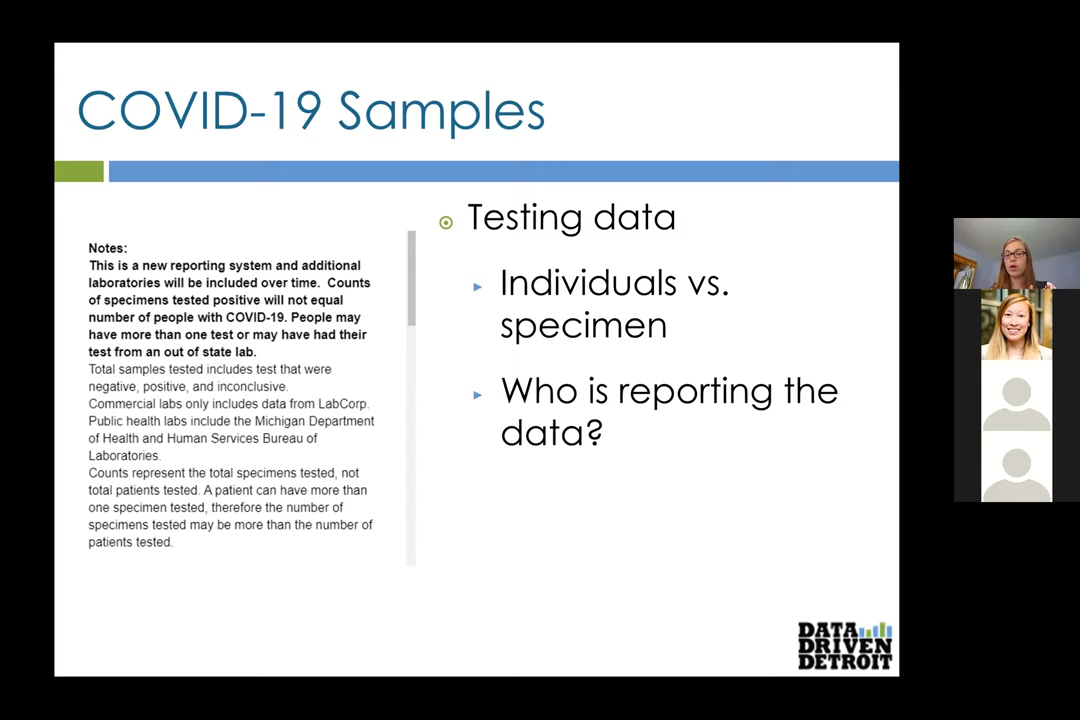 COVID-19 Samples
Notes:
This is a new reporting system and additional
laboratories will be included over time.  Counts
of specimens tested positive will not equal
number of people with COVID-19. People may
have more than one test or may have had their
test from an out of state lab.
Total samples tested includes test that were
negative, positive, and inconclusive.
Commercial labs only includes data from LabCorp.
Public health labs include the Michigan Department
of Health and Human Services Bureau of
Laboratories.
Counts represent the total specimens tested, not
total patients tested. A patient can have more than
one specimen tested, therefore the number of
specimens tested may be more than the number of
patients tested.
Testing data
Individuals vs.
specimen
Who is reporting the
data?
DATA
DRIVEN
DETROIT